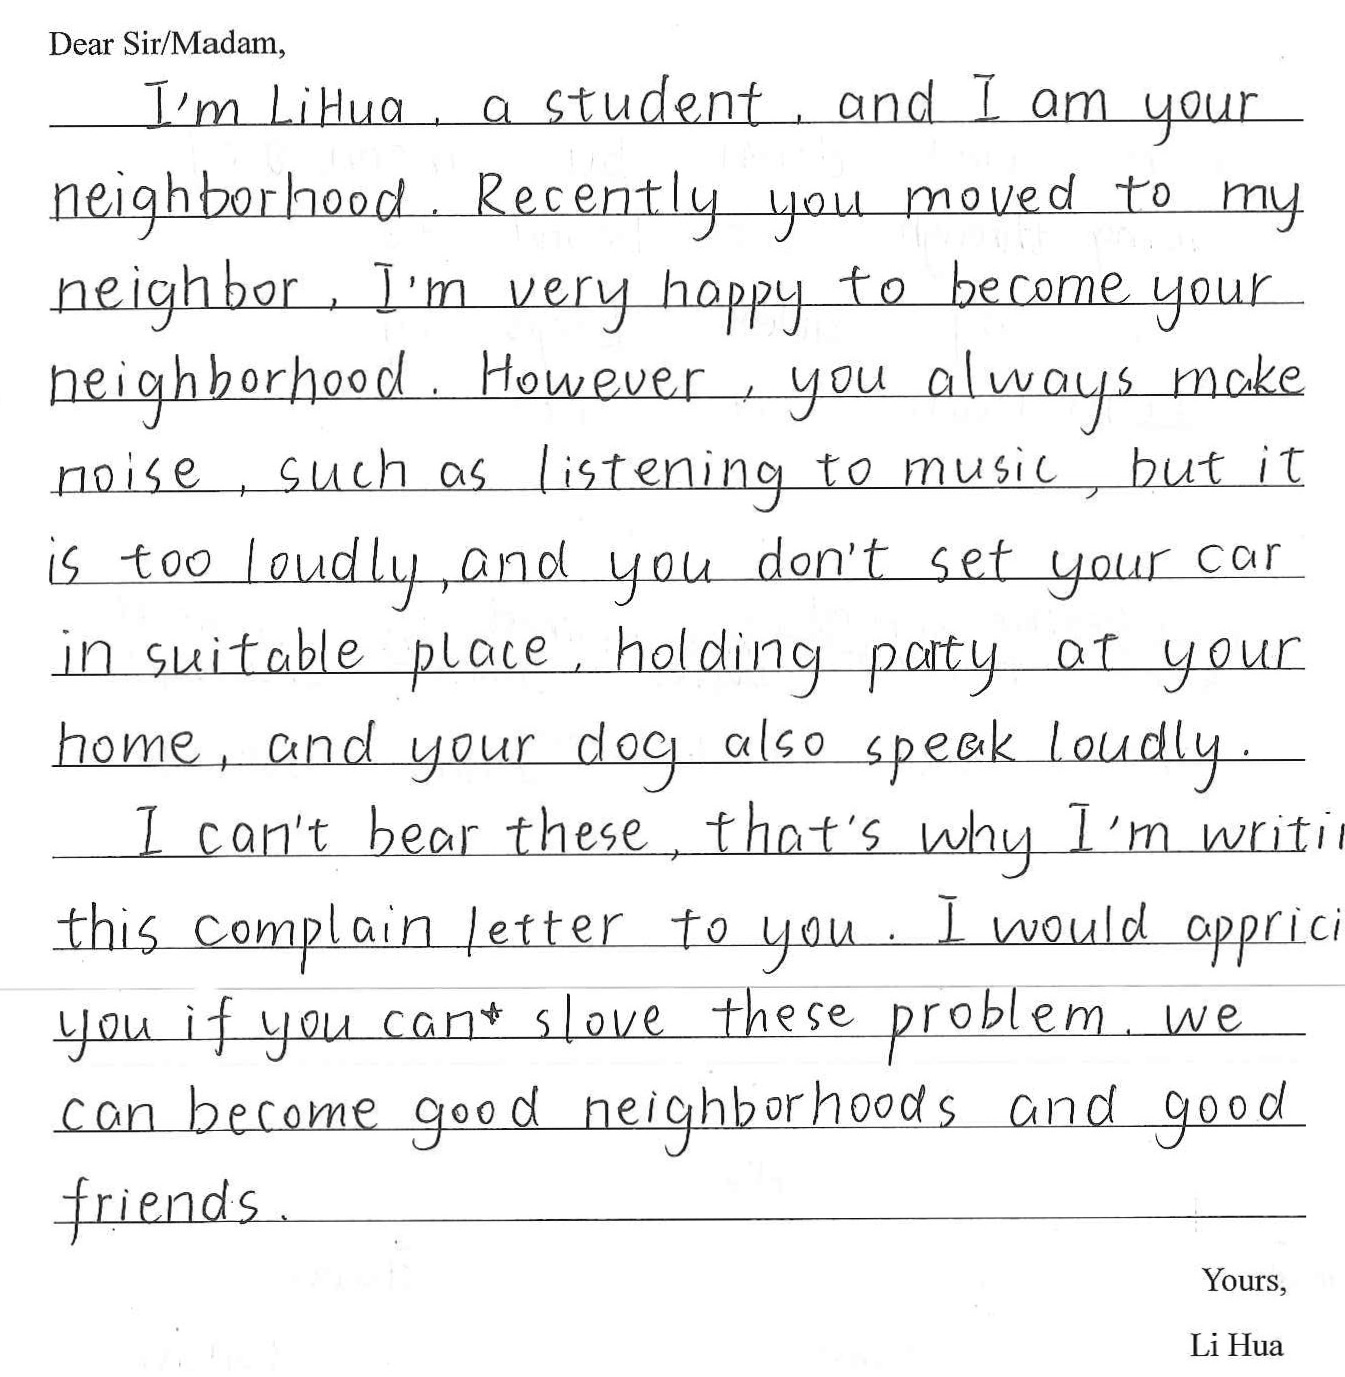 Dear Sir/Madam,
I'm LiHua, a student, and I am your
neighborhood. Recently you moved to my
neighbor, I'm very happy to become your
neighborhood. However, you always make
noise, such as listening to music, but it
is too loudly, and you don't set your car
in suitable place, holding party at your
home, and your dog also speak loudly.
I can't bear these, that's why I'm writin
this complain letter to you. I would apprici
you if you can slove these problem. we
can become good neighborhoods and good
friends.
Yours,
Li Hua